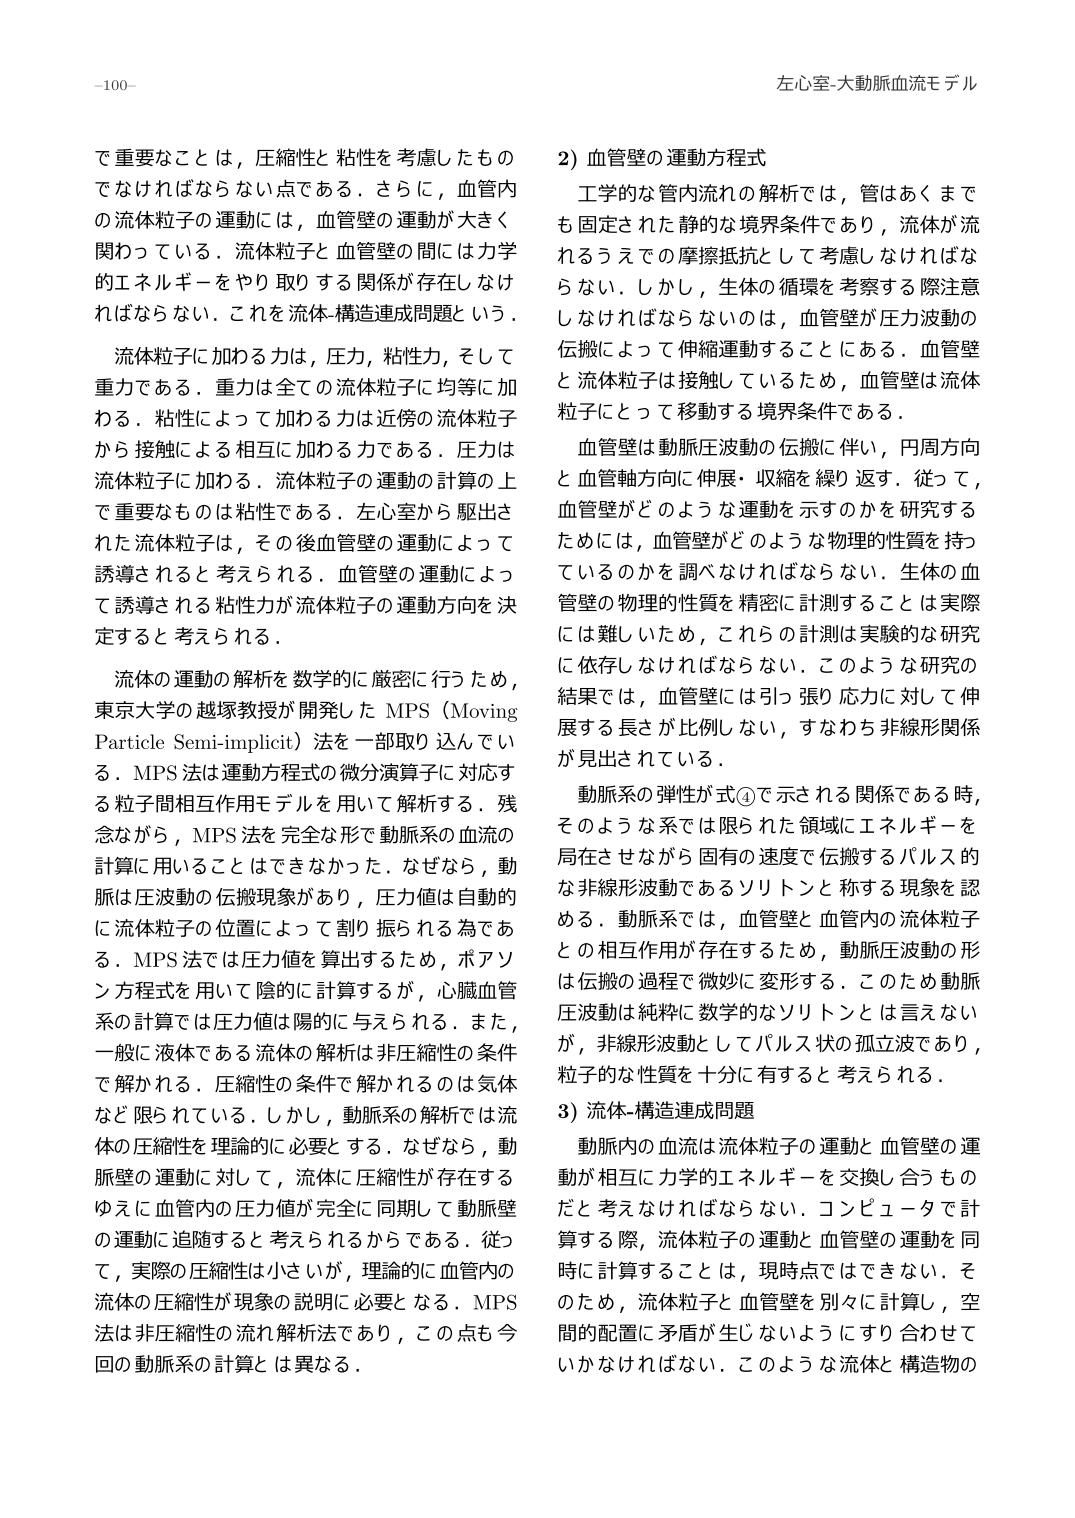 –100–
左心室-大動脈血流モデル
で重要なことは，圧縮性と粘性を考慮したもの
でなければならない点である．さらに，血管内
の流体粒子の運動には，血管壁の運動が大きく
関わっている．流体粒子と血管壁の間には力学
的エネルギーをやり取りする関係が存在しなけ
ればならない．これを流体-構造連成問題という．
流体粒子に加わる力は，圧力，粘性力，そして
重力である．重力は全ての流体粒子に均等に加
わる．粘性によって加わる力は近傍の流体粒子
から接触による相互に加わる力である．圧力は
流体粒子に加わる．流体粒子の運動の計算の上
で重要なものは粘性である．左心室から駆出さ
れた流体粒子は，その後血管壁の運動によって
誘導されると考えられる．血管壁の運動によっ
て誘導される粘性力が流体粒子の運動方向を決
定すると考えられる．
流体の運動の解析を数学的に厳密に行うため，
東京大学の越塚教授が開発した MPS（Moving
Particle Semi-implicit）法を一部取り込んでい
る．MPS 法は運動方程式の微分演算子に対応す
る粒子間相互作用モデルを用いて解析する．残
念ながら，MPS 法を完全な形で動脈系の血流の
計算に用いることはできなかった．なぜなら，動
脈は圧波動の伝搬現象があり，圧力値は自動的
に流体粒子の位置によって割り振られる為であ
る．MPS 法では圧力値を算出するため，ポアソ
ン方程式を用いて陰的に計算するが，心臓血管
系の計算では圧力値は陽的に与えられる．また，
一般に液体である流体の解析は非圧縮性の条件
で解かれる．圧縮性の条件で解かれるのは気体
など限られている．しかし，動脈系の解析では流
体の圧縮性を理論的に必要とする．なぜなら，動
脈壁の運動に対して，流体に圧縮性が存在する
ゆえに血管内の圧力値が完全に同期して動脈壁
の運動に追随すると考えられるからである．従っ
て，実際の圧縮性は小さいが，理論的に血管内の
流体の圧縮性が現象の説明に必要となる．MPS
法は非圧縮性の流れ解析法であり，この点も今
回の動脈系の計算とは異なる．
2) 血管壁の運動方程式
工学的な管内流れの解析では，管はあくまで
も固定された静的な境界条件であり，流体が流
れるうえでの摩擦抵抗として考慮しなければな
らない．しかし，生体の循環を考察する際注意
しなければならないのは，血管壁が圧力波動の
伝搬によって伸縮運動することにある．血管壁
と流体粒子は接触しているため，血管壁は流体
粒子にとって移動する境界条件である．
血管壁は動脈圧波動の伝搬に伴い，円周方向
と血管軸方向に伸展・収縮を繰り返す．従って，
血管壁がどのような運動を示すのかを研究する
ためには，血管壁がどのような物理的性質を持っ
ているのかを調べなければならない．生体の血
管壁の物理的性質を精密に計測することは実際
には難しいため，これらの計測は実験的な研究
に依存しなければならない．このような研究の
結果では，血管壁には引っ張り応力に対して伸
展する長さが比例しない，すなわち非線形関係
が見出されている．
動脈系の弾性が式④で示される関係である時，
そのような系では限られた領域にエネルギーを
局在させながら固有の速度で伝搬するパルス的
な非線形波動であるソリトンと称する現象を認
める．動脈系では，血管壁と血管内の流体粒子
との相互作用が存在するため，動脈圧波動の形
は伝搬の過程で微妙に変形する．このため動脈
圧波動は純粋に数学的なソリトンとは言えない
が，非線形波動としてパルス状の孤立波であり，
粒子的な性質を十分に有すると考えられる．
3) 流体-構造連成問題
動脈内の血流は流体粒子の運動と血管壁の運
動が相互に力学的エネルギーを交換し合うもの
だと考えなければならない．コンピュータで計
算する際，流体粒子の運動と血管壁の運動を同
時に計算することは，現時点ではできない．そ
のため，流体粒子と血管壁を別々に計算し，空
間的配置に矛盾が生じないようにすり合わせて
いかなければない．このような流体と構造物の